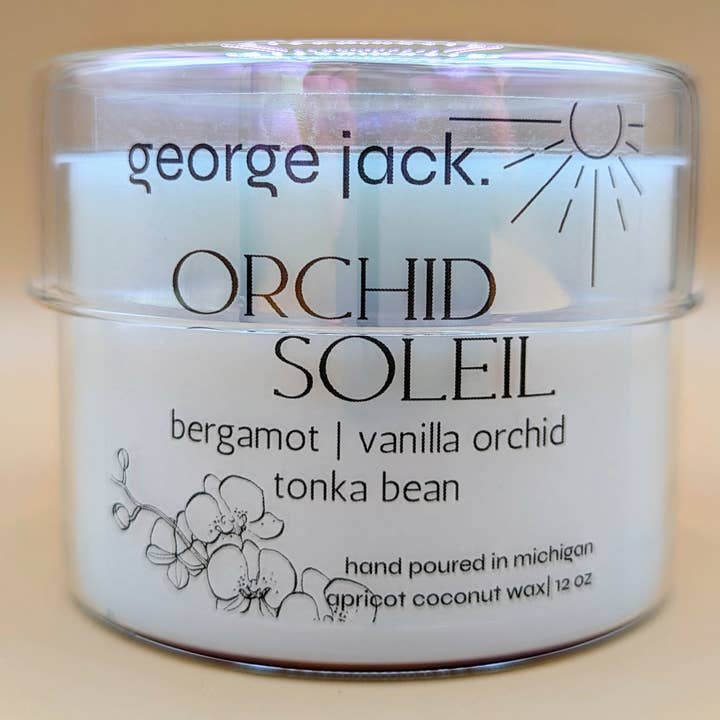 george jack.
ORCHID
SOLEIL
bergamot | vanilla orchid
tonka bean
hand poured in michigan
apricot coconut wax| 12 oz